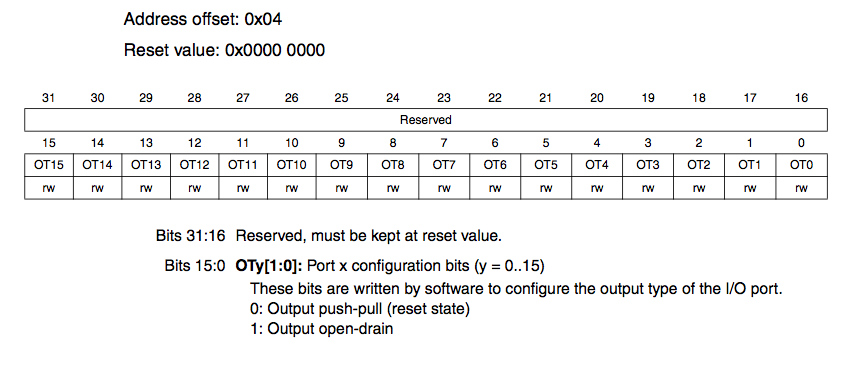 Address offset: 0x04
Reset value: 0x0000 0000
31 30 29 28 27 26 25 24 23 22 21 20 19 18 17 16
Reserved
15 14 13 12 11 10 9 8 7 6 5 4 3 2 1 0
OT15 OT14 OT13 OT12 OT11 OT10 OT9 OT8 OT7 OT6 OT5 OT4 OT3 OT2 OT1 OT0
rw rw rw rw rw rw rw rw rw rw rw rw rw rw rw rw
Bits 31:16 Reserved, must be kept at reset value.
Bits 15:0 OTy[1:0]: Port x configuration bits (y = 0..15)
These bits are written by software to configure the output type of the I/O port.
0: Output push-pull (reset state)
1: Output open-drain